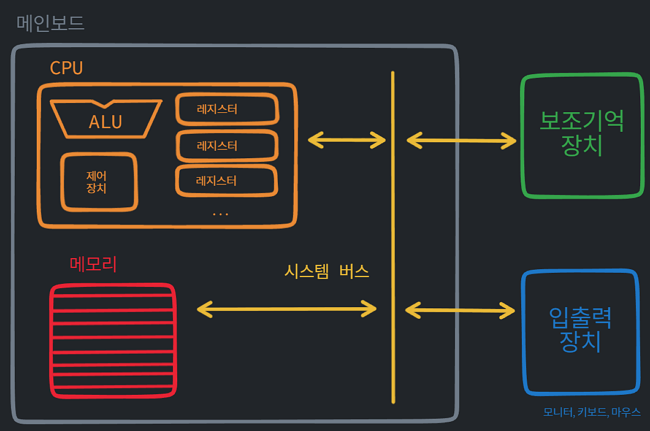 메인보드
CPU
ALU
레지스터
레지스터
제어
장치
레지스터
...
보조기억
장치
메모리
시스템 버스
입출력
장치
모니터, 키보드, 마우스